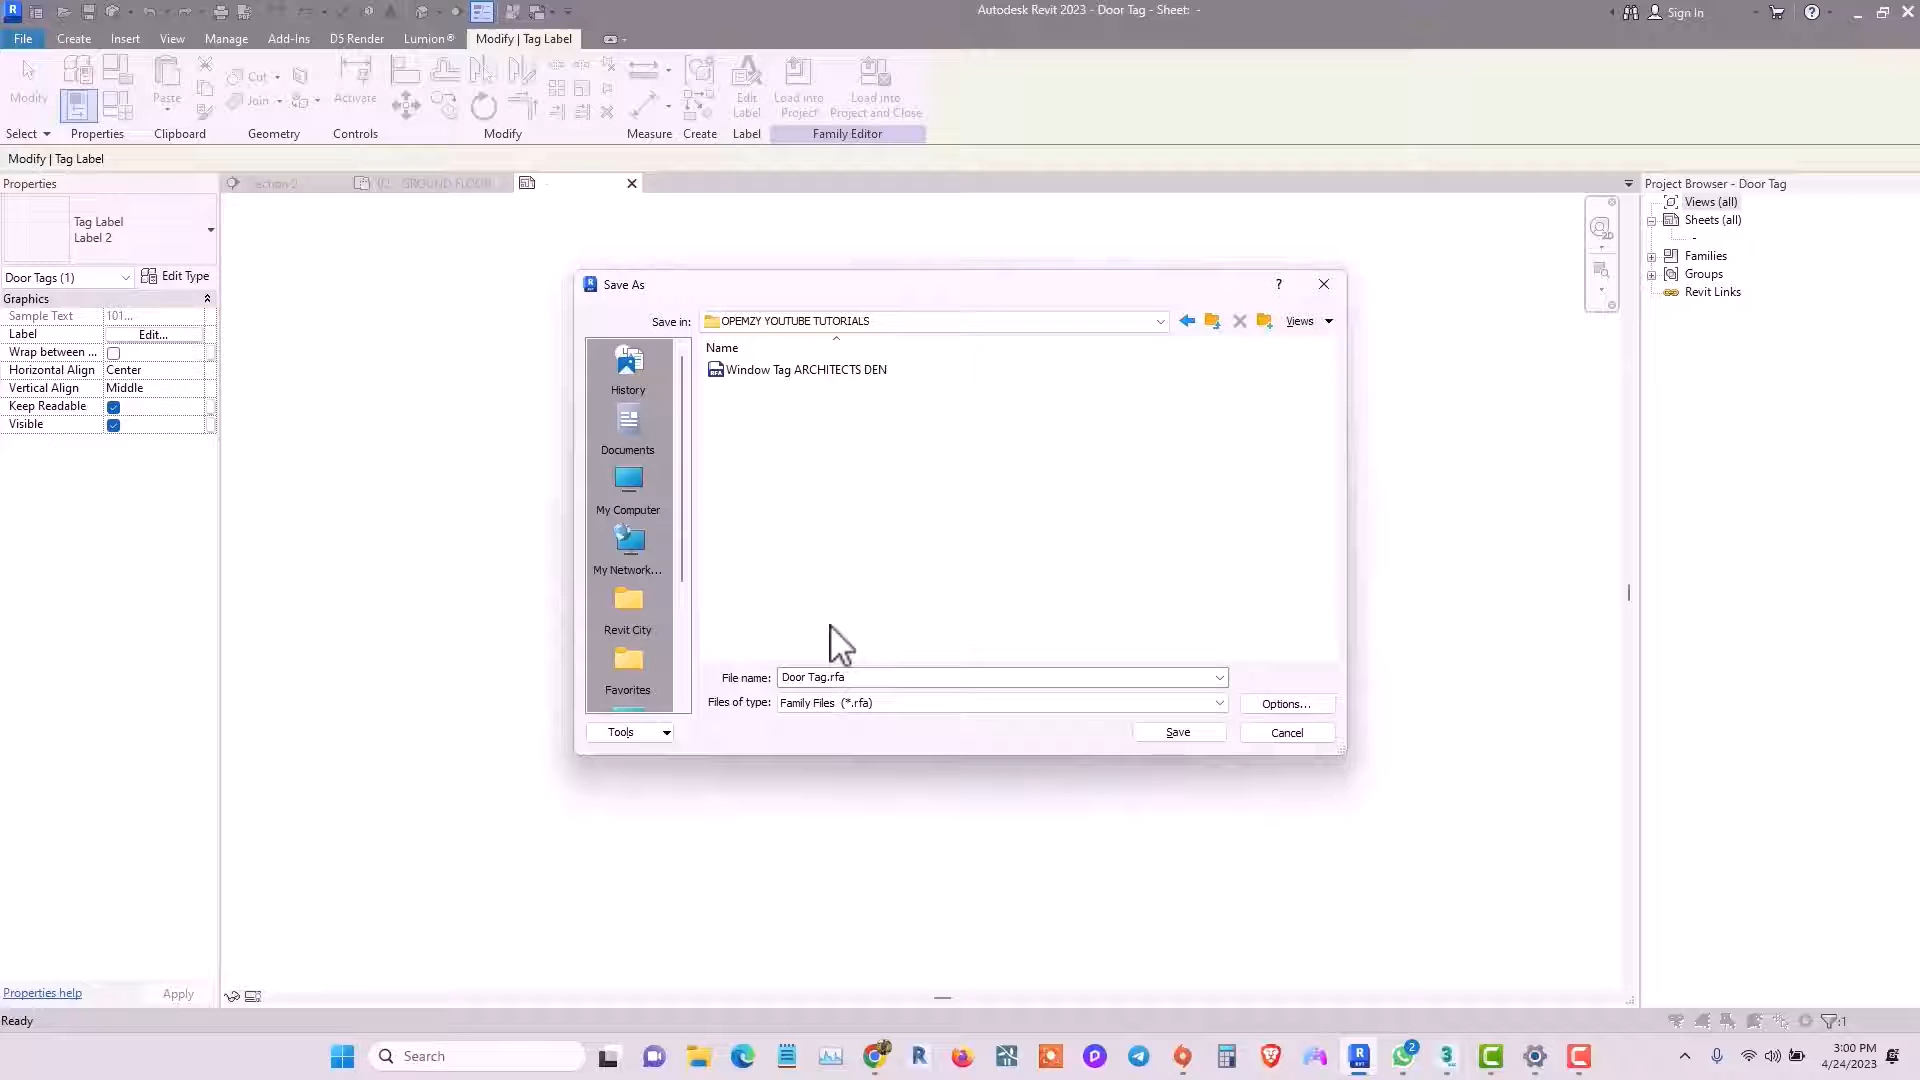 Autodesk Revit 2023 - Door Tag - Sheet: -
Sign In
File Create Insert View Manage Add-Ins D5 Render Lumion® Modify | Tag Label
Modify
Paste
Cut
Join
Activate
Edit Label
Load into Project
Load into Project and Close
Select Properties Clipboard Geometry Controls Modify Measure Create Label Family Editor
Modify | Tag Label
Properties
GROUND FLOOR
Project Browser - Door Tag
Tag Label
Label 2
Door Tags (1)
Edit Type
Graphics
Sample Text 101...
Label Edit...
Wrap between ...
Horizontal Align Center
Vertical Align Middle
Keep Readable
Visible
Views (all)
Sheets (all)
-
Families
Groups
Revit Links
2D
Save As
Save in: OPEMZY YOUTUBE TUTORIALS
Views
Name
Window Tag ARCHITECTS DEN
History
Documents
My Computer
My Network...
Revit City
Favorites
File name: Door Tag.rfa
Files of type: Family Files (*.rfa)
Options...
Tools
Save
Cancel
Properties help
Apply
Ready
:1
Search
2
3:00 PM
4/24/2023